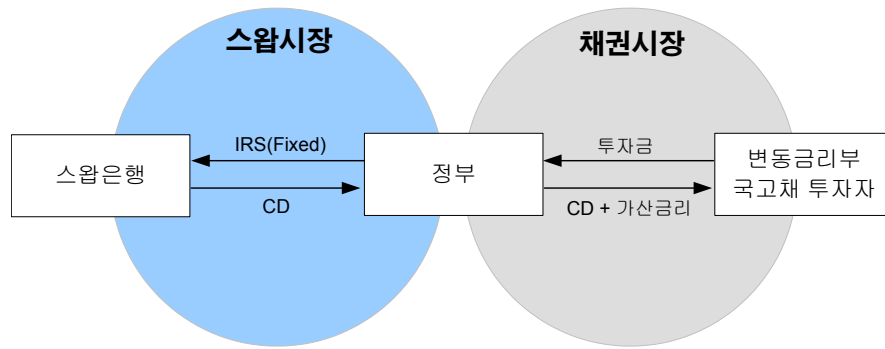 스왑시장
채권시장
스왑은행
IRS(Fixed)
CD
정부
투자금
CD + 가산금리
변동금리부
국고채 투자자